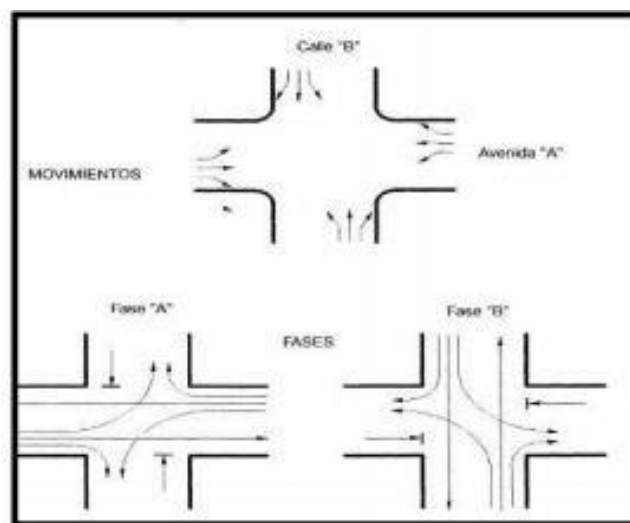 Calle "B"
Avenida "A"
MOVIMIENTOS
Fase "A"
Fase "B"
FASES